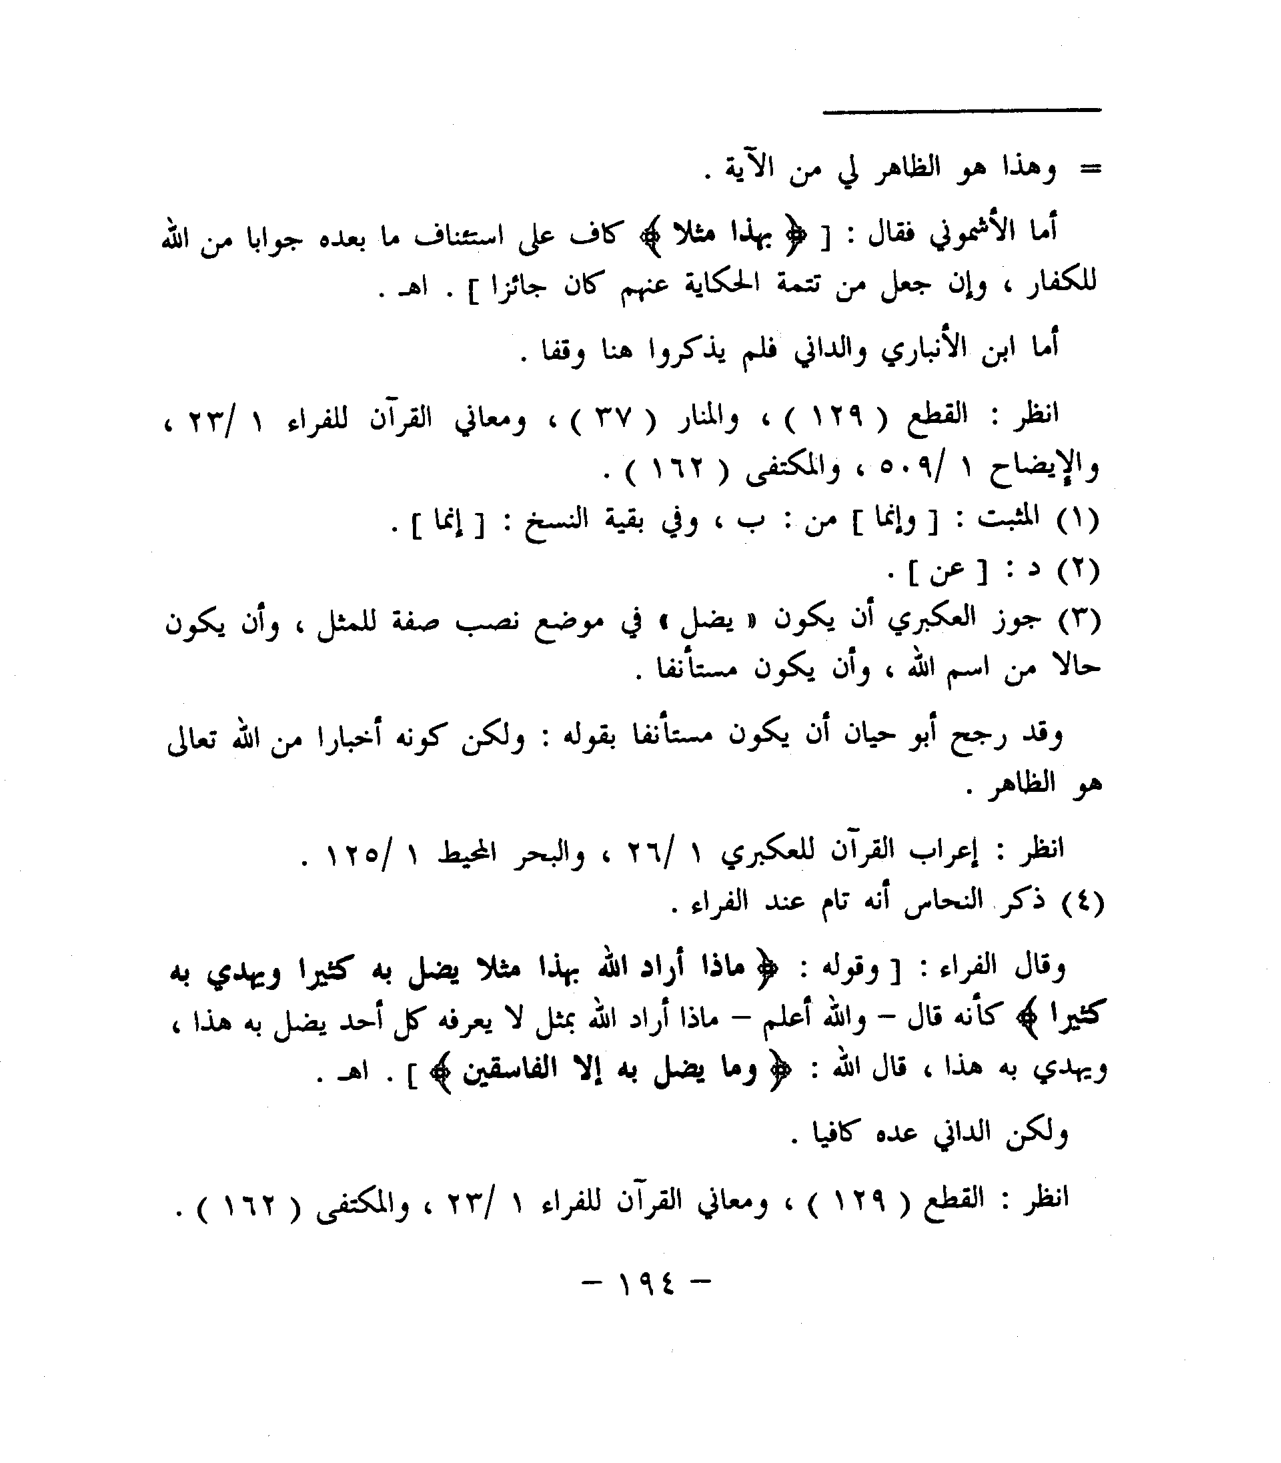 = وهذا هو الظاهر لي من الآية .
أما الأشموني فقال : [ ﴿ بهذا مثلا ﴾ كاف على استئناف ما بعده جوابا من الله
للكفار ، وإن جعل من تتمة الحكاية عنهم كان جائزا ] . اهـ .
أما ابن الأنباري والداني فلم يذكروا هنا وقفا .
انظر : القطع ( ١٢٩ ) ، والمنار ( ٣٧ ) ، ومعاني القرآن للفراء ١ /٢٣ ،
والإيضاح ١ /٥٠٩ ، والمكتفى ( ١٦٢ ) .
(١) المثبت : [ وإنما ] من : ب ، وفي بقية النسخ : [ إنما ] .
(٢) د : [ عن ] .
(٣) جوز العكبري أن يكون « يضل » في موضع نصب صفة للمثل ، وأن يكون
حالا من اسم الله ، وأن يكون مستأنفا .
وقد رجح أبو حيان أن يكون مستأنفا بقوله : ولكن كونه أخبارا من الله تعالى
هو الظاهر .
انظر : إعراب القرآن للعكبري ١ /٢٦ ، والبحر المحيط ١ /١٢٥ .
(٤) ذكر النحاس أنه تام عند الفراء .
وقال الفراء : [ وقوله : ﴿ ماذا أراد الله بهذا مثلا يضل به كثيرا ويهدي به
كثيرا ﴾ كأنه قال – والله أعلم – ماذا أراد الله بمثل لا يعرفه كل أحد يضل به هذا ،
ويهدي به هذا ، قال الله : ﴿ وما يضل به إلا الفاسقين ﴾ ] . اهـ .
ولكن الداني عده كافيا .
انظر : القطع ( ١٢٩ ) ، ومعاني القرآن للفراء ١ /٢٣ ، والمكتفى ( ١٦٢ ) .
– ١٩٤ –